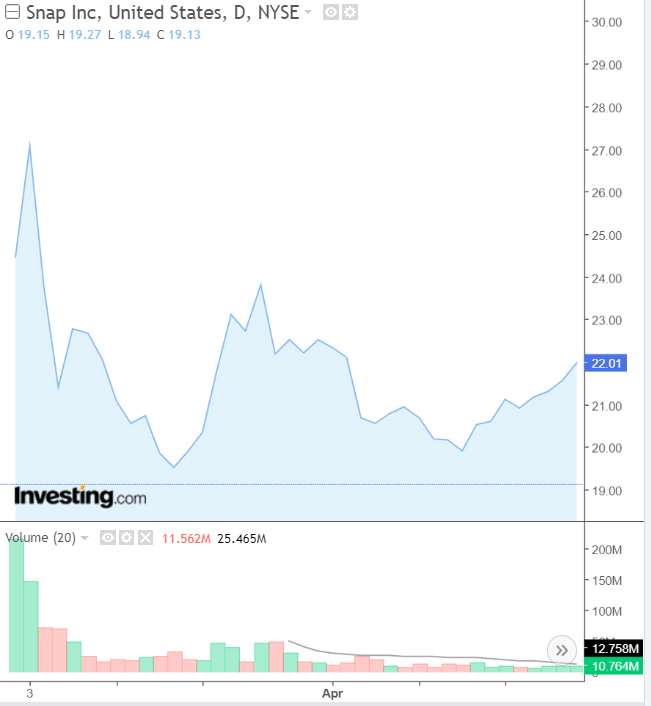 Snap Inc, United States, D, NYSE
O 19.15 H 19.27 L 18.94 C 19.13
30.00
29.00
28.00
27.00
26.00
25.00
24.00
23.00
22.01
21.00
20.00
19.00
Investing.com
Volume (20) 11.562M 25.465M
200M
150M
100M
12.758M
10.764M
3 Apr